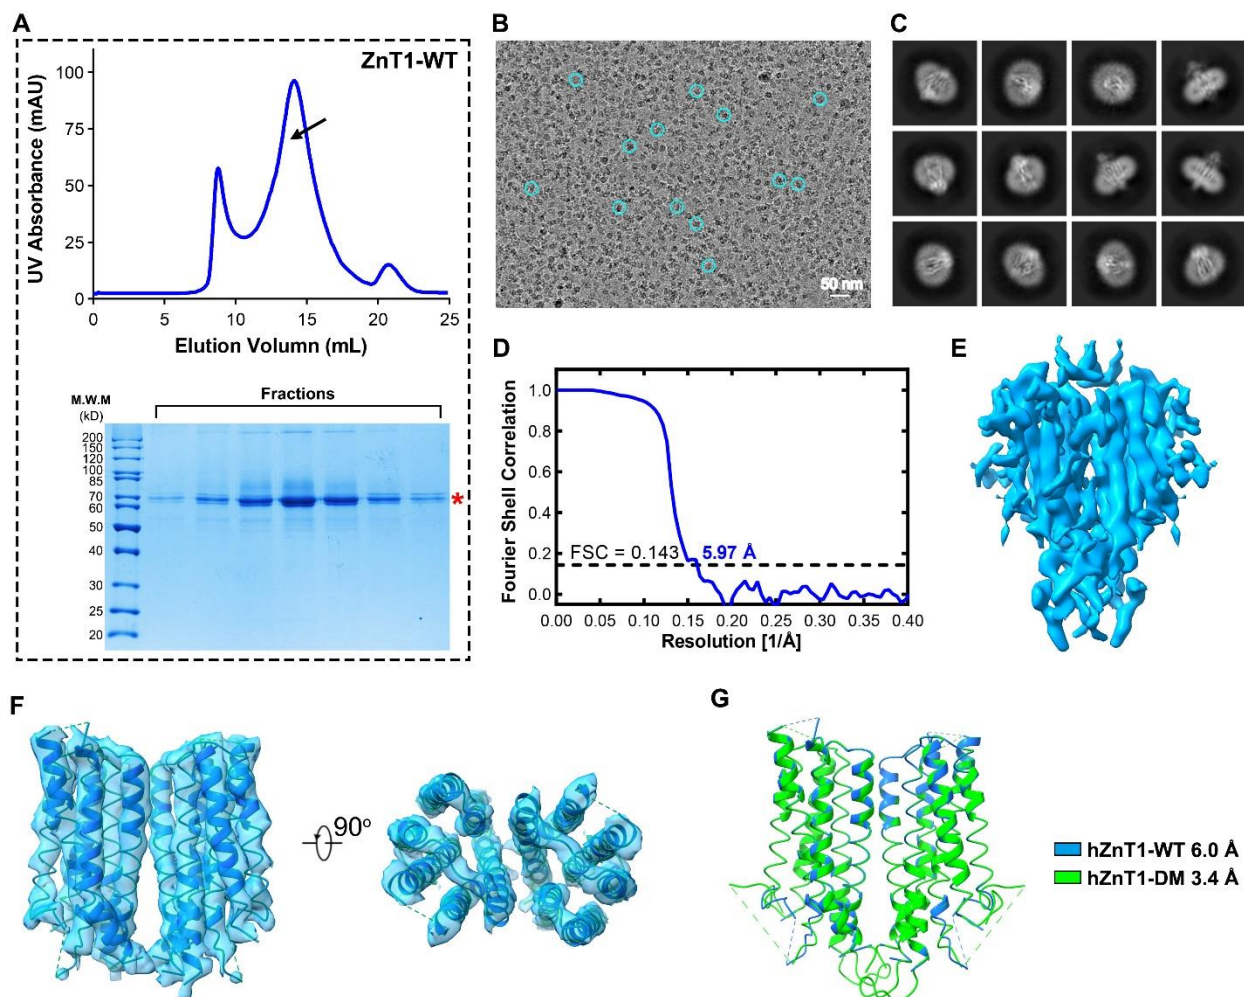 A
ZnT1-WT
100
75
50
25
0
UV Absorbance (mAU)
0 5 10 15 20 25
Elution Volumn (mL)
Fractions
M.W.M
(kD)
200
150
120
100
85
70
60
50
40
30
25
20
*
B
50 nm
C
D
Fourier Shell Correlation
1.0
0.8
0.6
0.4
0.2
0.0
FSC = 0.143 5.97 Å
0.00 0.05 0.10 0.15 0.20 0.25 0.30 0.35 0.40
Resolution [1/Å]
E
F
90°
G
hZnT1-WT 6.0 Å
hZnT1-DM 3.4 Å